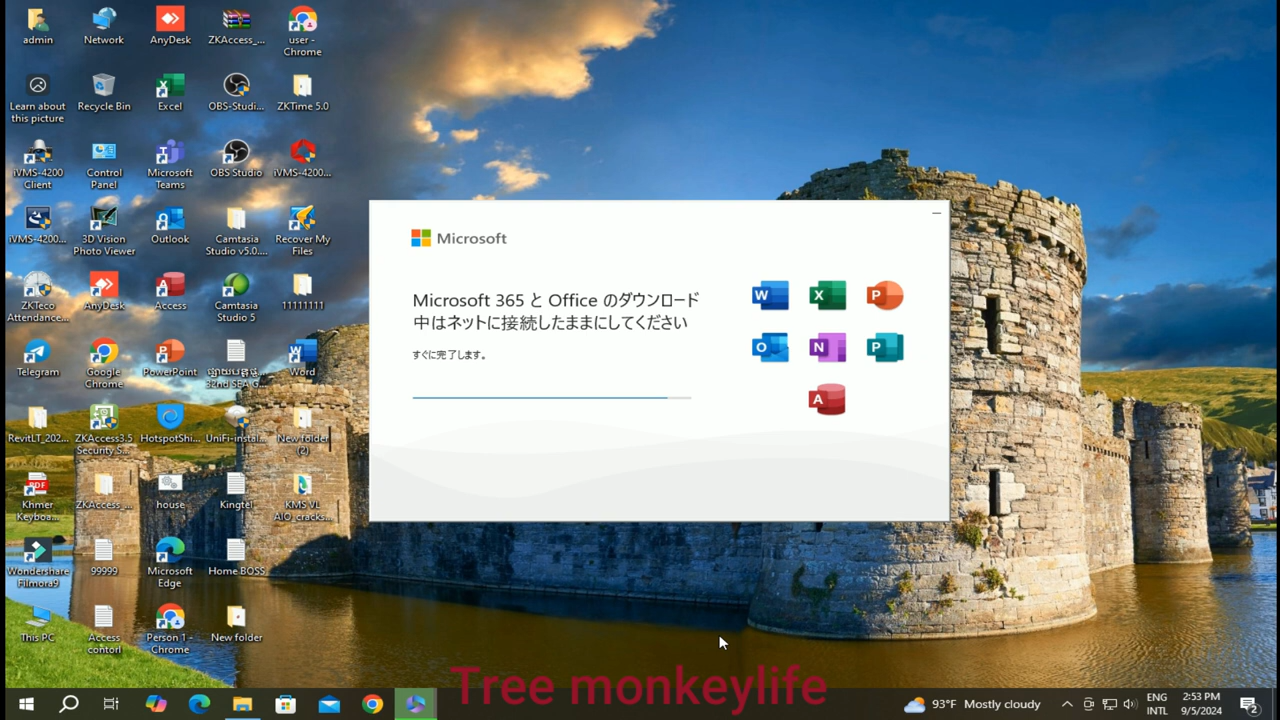 admin
Network
AnyDesk
ZKAccess_...
user -
Chrome
Learn about
this picture
Recycle Bin
Excel
OBS-Studi...
ZKTime 5.0
iVMS-4200
Client
Control
Panel
Microsoft
Teams
OBS Studio
iVMS-4200...
iVMS-4200...
3D Vision
Photo Viewer
Outlook
Camtasia
Studio v5.0....
Recover My
Files
ZKTeco
Attendance...
AnyDesk
Access
Camtasia
Studio 5
11111111
Telegram
Google
Chrome
PowerPoint
32nd SEA G...
Word
RevitLT_202...
ZKAccess3.5
Security S...
HotspotShi...
UniFi-instal...
New folder
(2)
Khmer
Keyboa...
ZKAccess_...
house
Kingtel
KMS_VL_
AIO_cracks...
Wondershare
Filmora9
99999
Microsoft
Edge
Home BOSS
This PC
Access
contorl
Person 1 -
Chrome
New folder
Microsoft
Microsoft 365 と Office のダウンロード
中はネットに接続したままにしてください
すぐに完了します。
W
X
P
O
N
P
A
Tree monkeylife
93°F Mostly cloudy
ENG
INTL
2:53 PM
9/5/2024
2